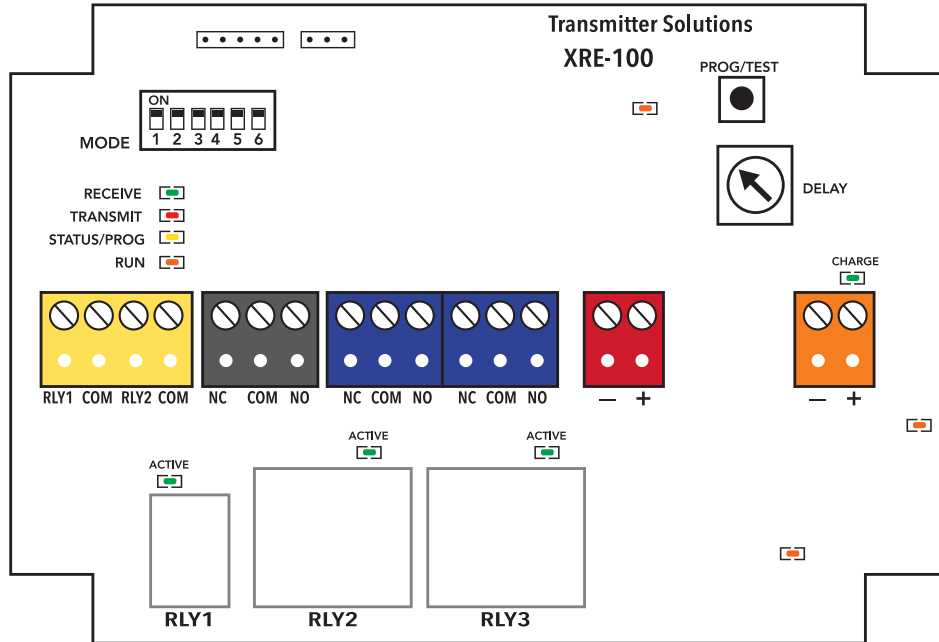 Transmitter Solutions
XRE-100
PROG/TEST
ON
1 2 3 4 5 6
MODE
DELAY
RECEIVE
TRANSMIT
STATUS/PROG
RUN
CHARGE
RLY1 COM RLY2 COM
NC COM NO
NC COM NO
NC COM NO
— +
— +
ACTIVE
ACTIVE
ACTIVE
RLY1
RLY2
RLY3